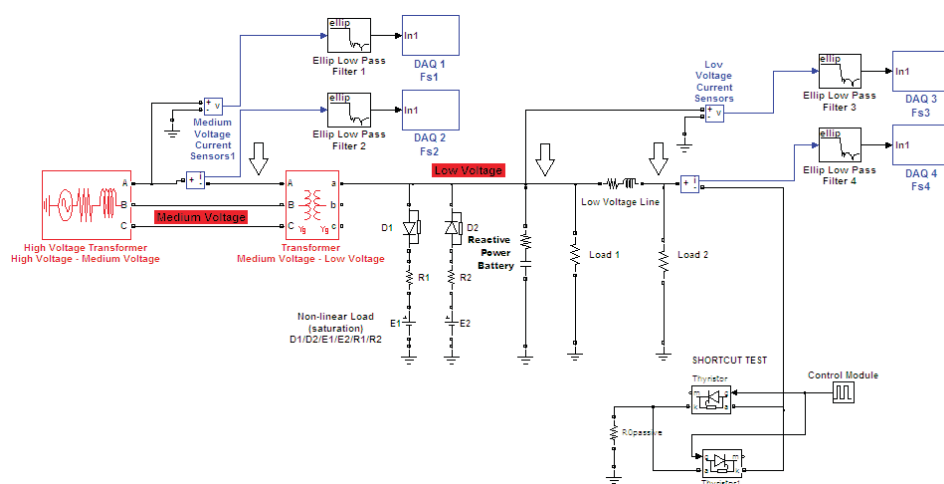 ellip
In1
Ellip Low Pass
Filter 1
DAQ 1
Fs1
+
-
v
Medium
Voltage
Current
Sensors1
ellip
In1
Ellip Low Pass
Filter 2
DAQ 2
Fs2
Lov
Voltage
Current
Sensors
+
-
v
ellip
In1
Ellip Low Pass
Filter 3
DAQ 3
Fs3
ellip
In1
Ellip Low Pass
Filter 4
DAQ 4
Fs4
+
i
-
+
i
-
Low Voltage
Medium Voltage
A
B
C
A
B
C
a
b
c
Yg
Yg
High Voltage Transformer
High Voltage - Medium Voltage
Transformer
Medium Voltage - Low Voltage
D1
D2
R1
R2
E1
E2
Non-linear Load
(saturation)
D1/D2/E1/E2/R1/R2
Reactive
Power
Battery
Load 1
Low Voltage Line
Load 2
SHORTCUT TEST
Thyristor
m
g
k
a
Control Module
R0passive
g
m
a
k
Thyristor1